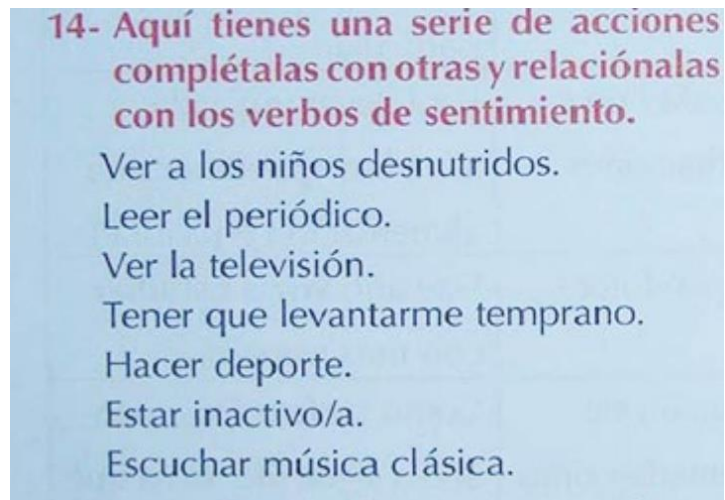 14- Aquí tienes una serie de acciones
complétalas con otras y relaciónalas
con los verbos de sentimiento.
Ver a los niños desnutridos.
Leer el periódico.
Ver la televisión.
Tener que levantarme temprano.
Hacer deporte.
Estar inactivo/a.
Escuchar música clásica.